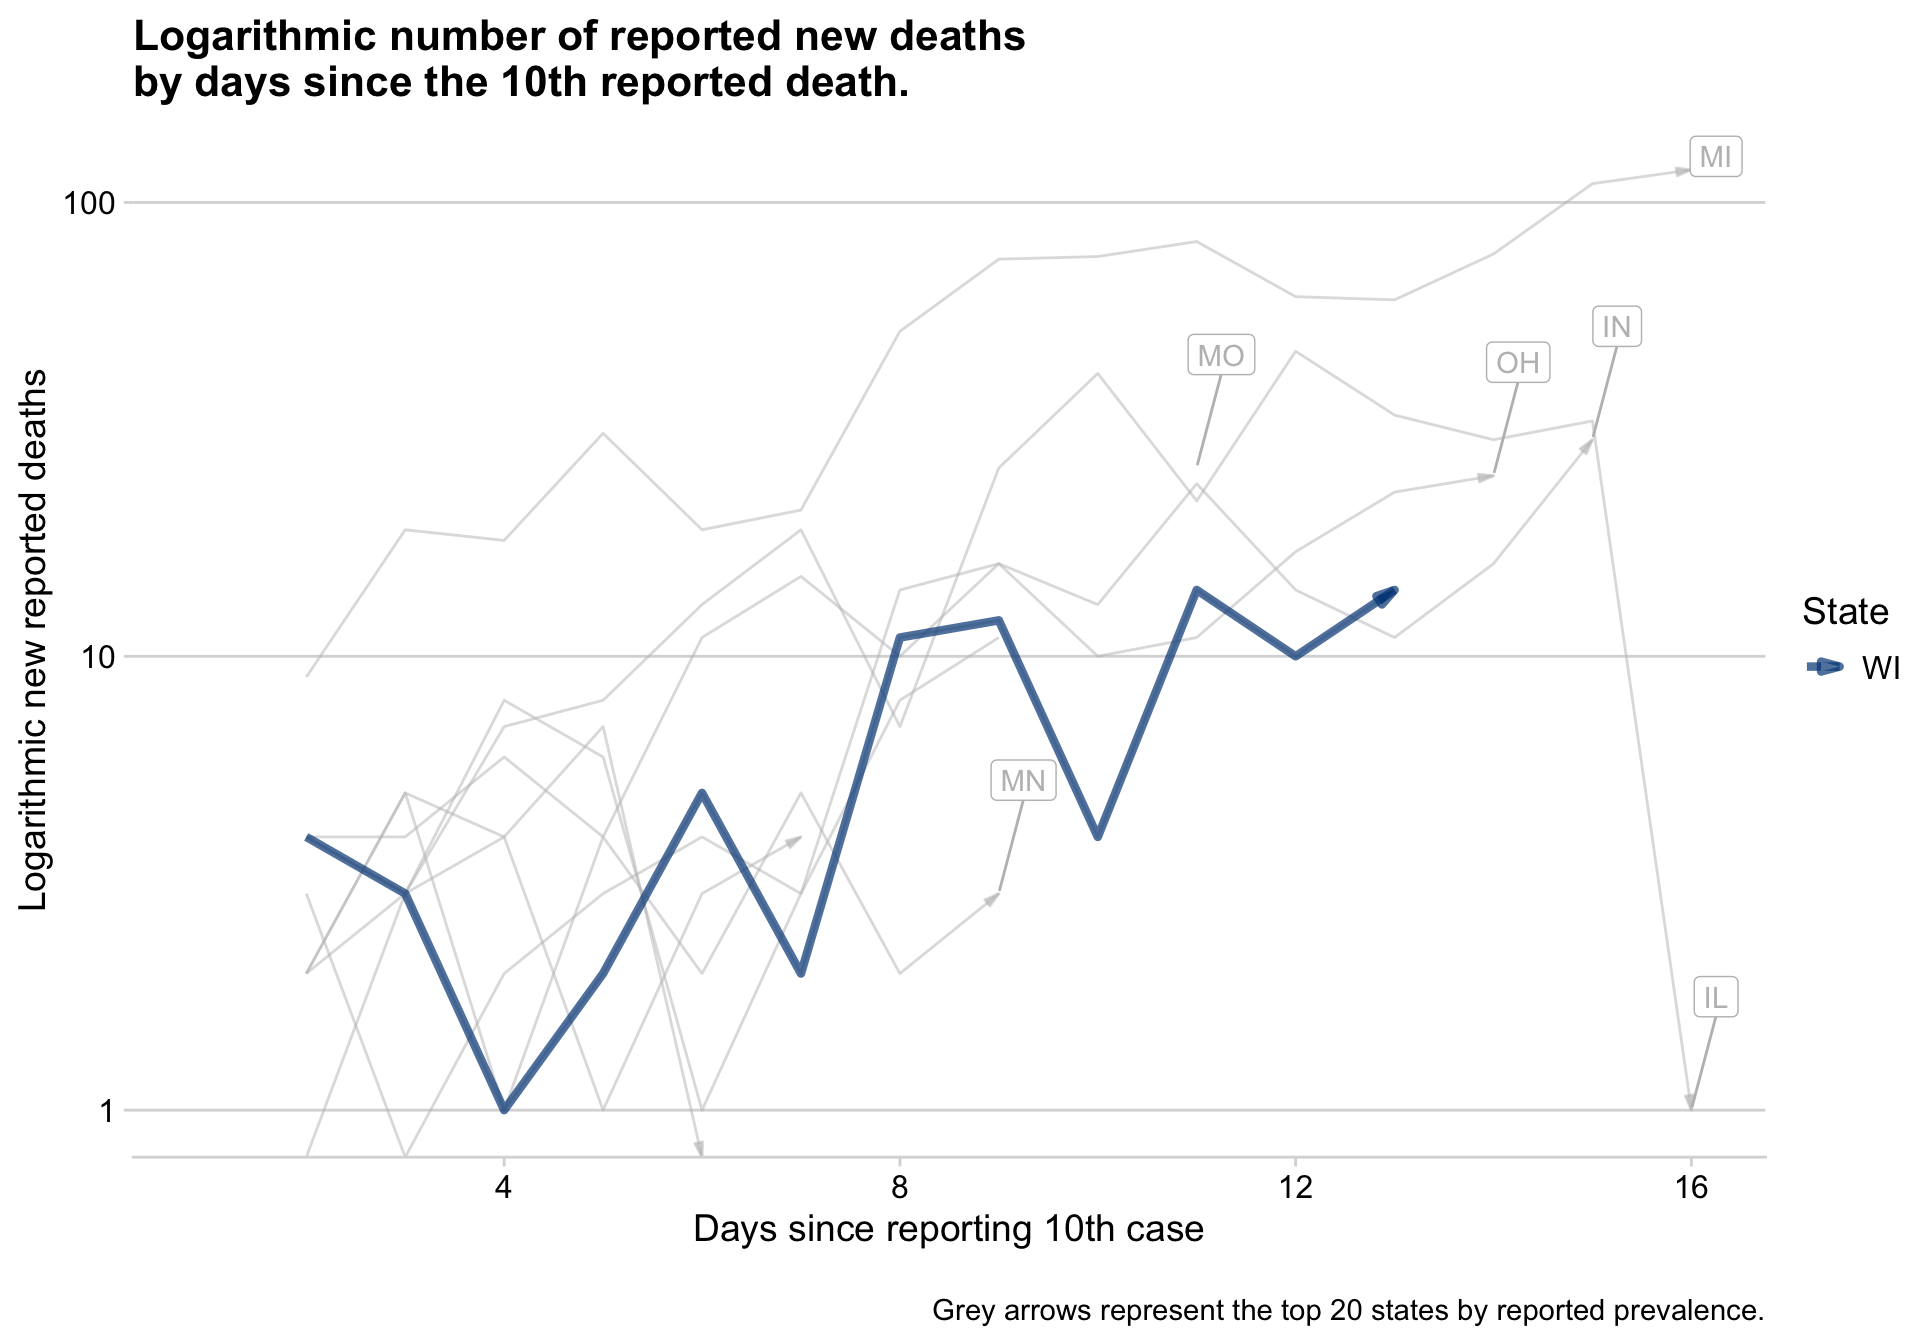 Logarithmic number of reported new deaths
by days since the 10th reported death.
MI
100
IN
MO
OH
Logarithmic new reported deaths
State
10
WI
MN
IL
1
4 8 12 16
Days since reporting 10th case
Grey arrows represent the top 20 states by reported prevalence.